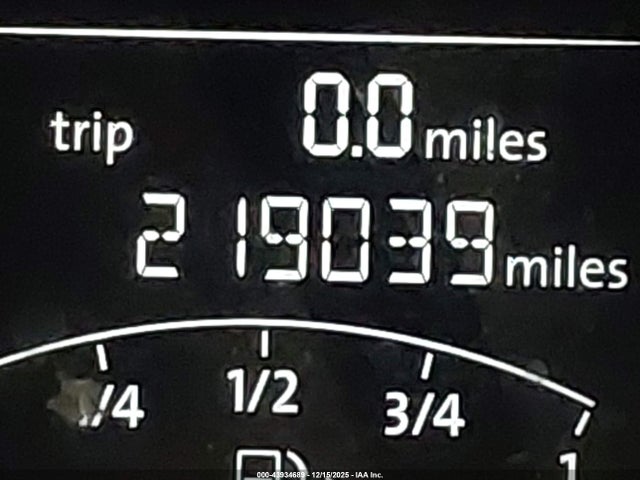 trip 0.0 miles
219039 miles
/4 1/2 3/4 1
000-43934689 - 12/15/2025 - IAA Inc.